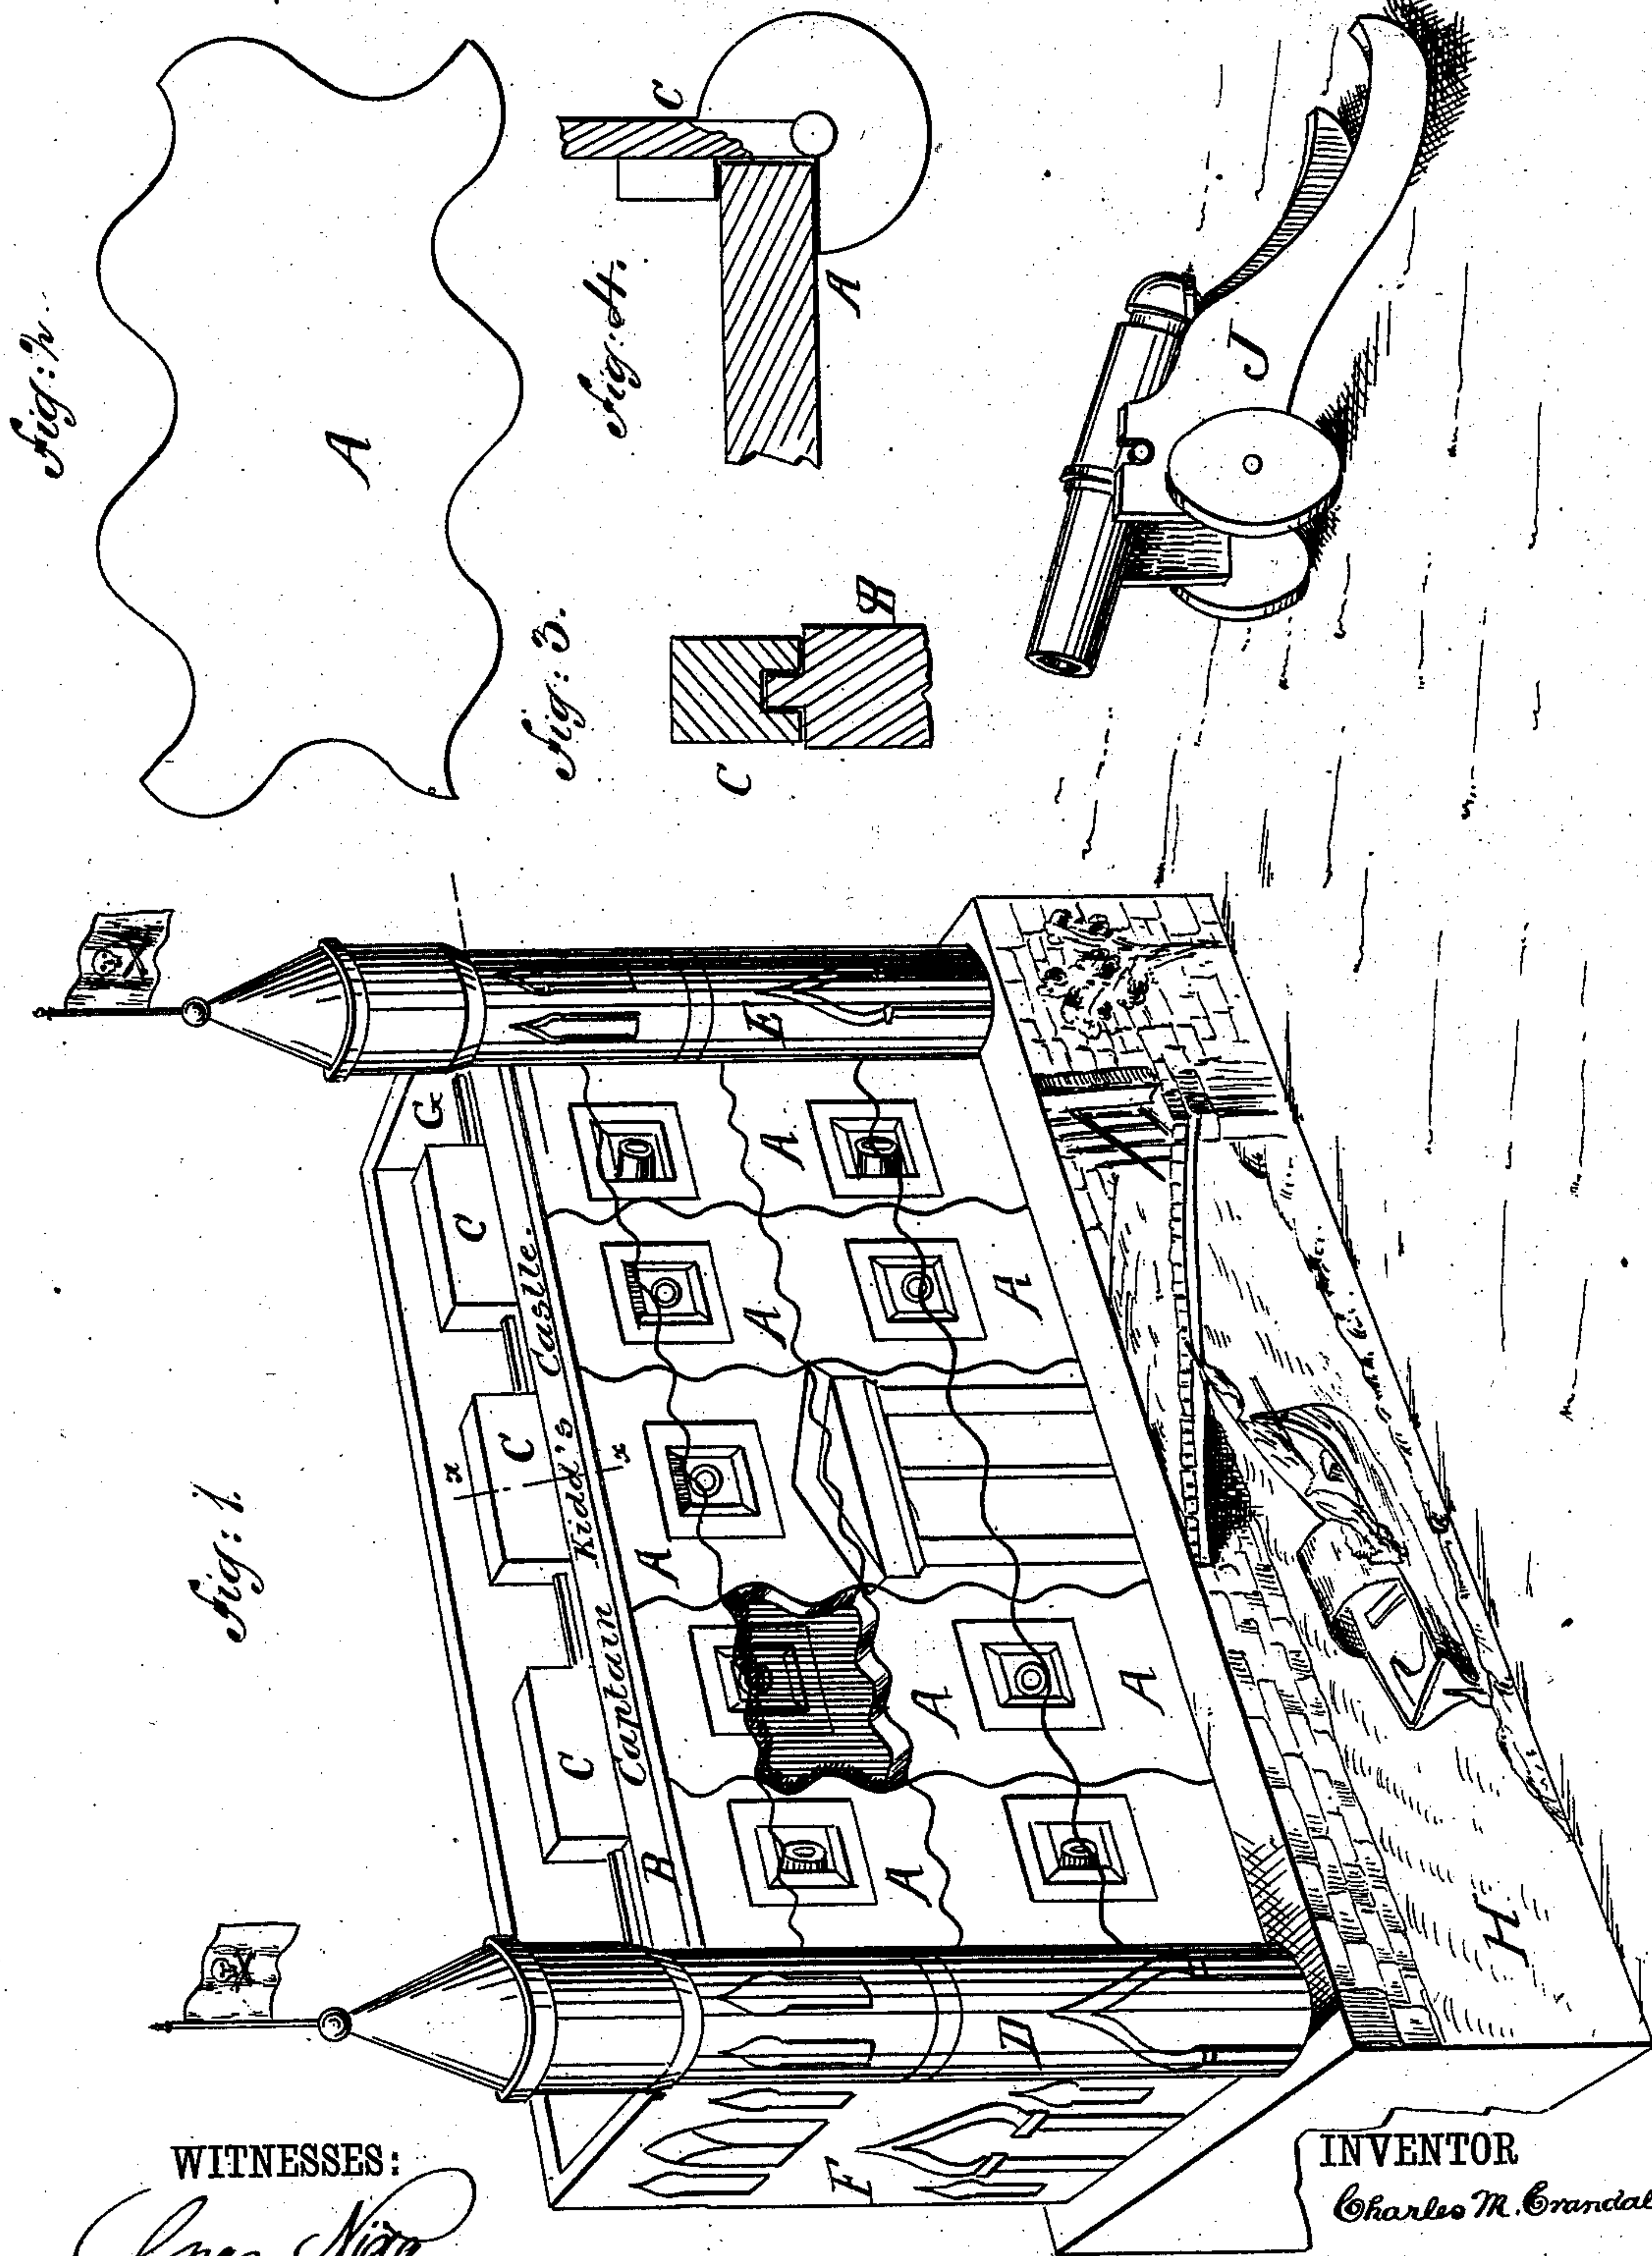 Fig: 1.
Captain Kidd's Castle.
G
C
C
C
B
x
x
A
A
A
A
A
A
A
A
E
D
F
H
Fig: 2.
A
Fig: 3.
C
B
Fig: 4.
C
A
J
WITNESSES:
INVENTOR
Charles M. Crandal